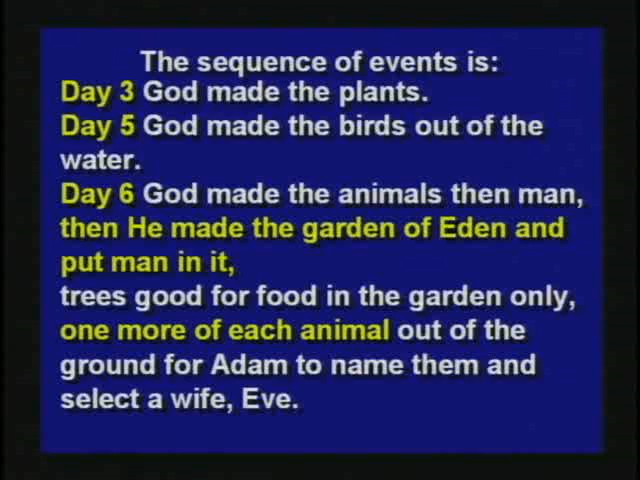 The sequence of events is:
Day 3 God made the plants.
Day 5 God made the birds out of the
water.
Day 6 God made the animals then man,
then He made the garden of Eden and
put man in it,
trees good for food in the garden only,
one more of each animal out of the
ground for Adam to name them and
select a wife, Eve.